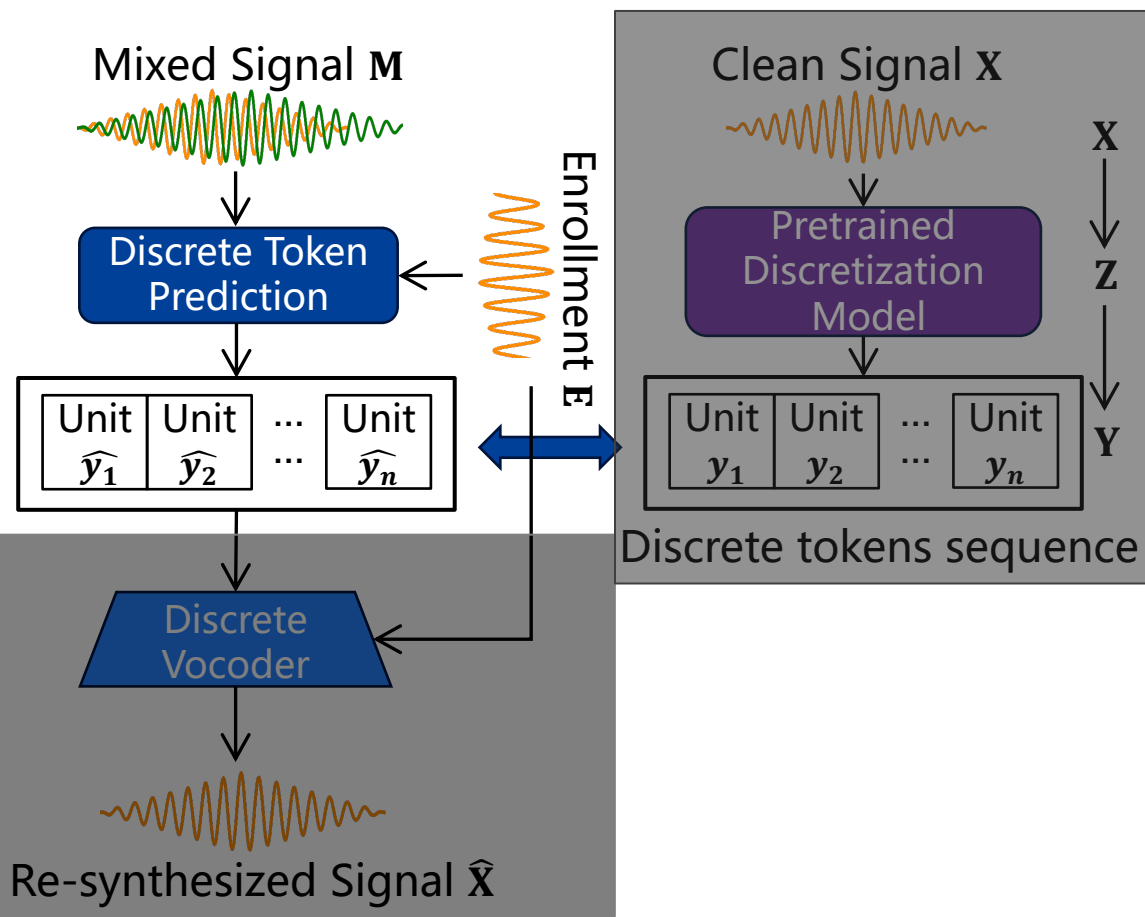 Mixed Signal M
Discrete Token
Prediction
Enrollment E
Unit Unit ... Unit
ŷ₁ ŷ₂ ... ŷₙ
Discrete
Vocoder
Re-synthesized Signal X̂
Clean Signal X
Pretrained
Discretization
Model
Unit Unit ... Unit
y₁ y₂ ... yₙ
Discrete tokens sequence
X
Z
Y